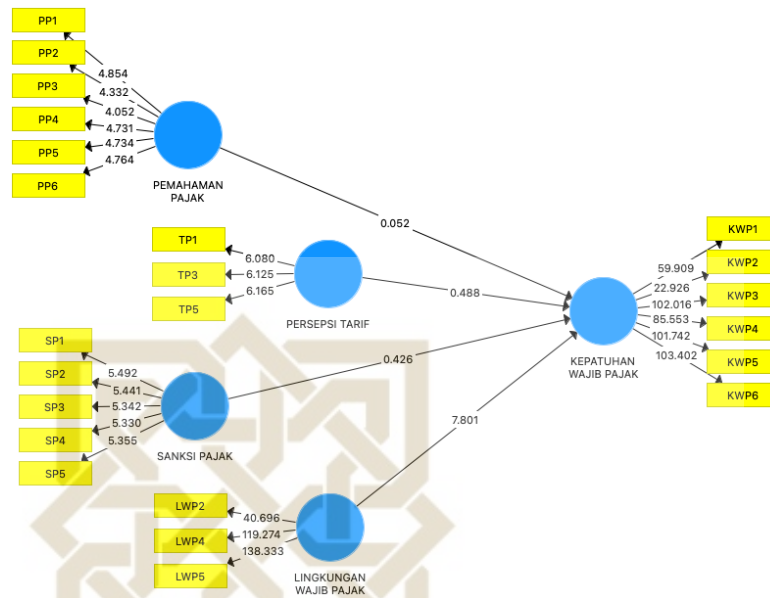 PP1
PP2
PP3
PP4
PP5
PP6
4.854
4.332
4.052
4.731
4.734
4.764
PEMAHAMAN
PAJAK
0.052
TP1
TP3
TP5
6.080
6.125
6.165
PERSEPSI TARIF
0.488
SP1
SP2
SP3
SP4
SP5
5.492
5.441
5.342
5.330
5.355
SANKSI PAJAK
0.426
LWP2
LWP4
LWP5
40.696
119.274
138.333
LINGKUNGAN
WAJIB PAJAK
7.801
KEPATUHAN
WAJIB PAJAK
59.909
22.926
102.016
85.553
101.742
103.402
KWP1
KWP2
KWP3
KWP4
KWP5
KWP6